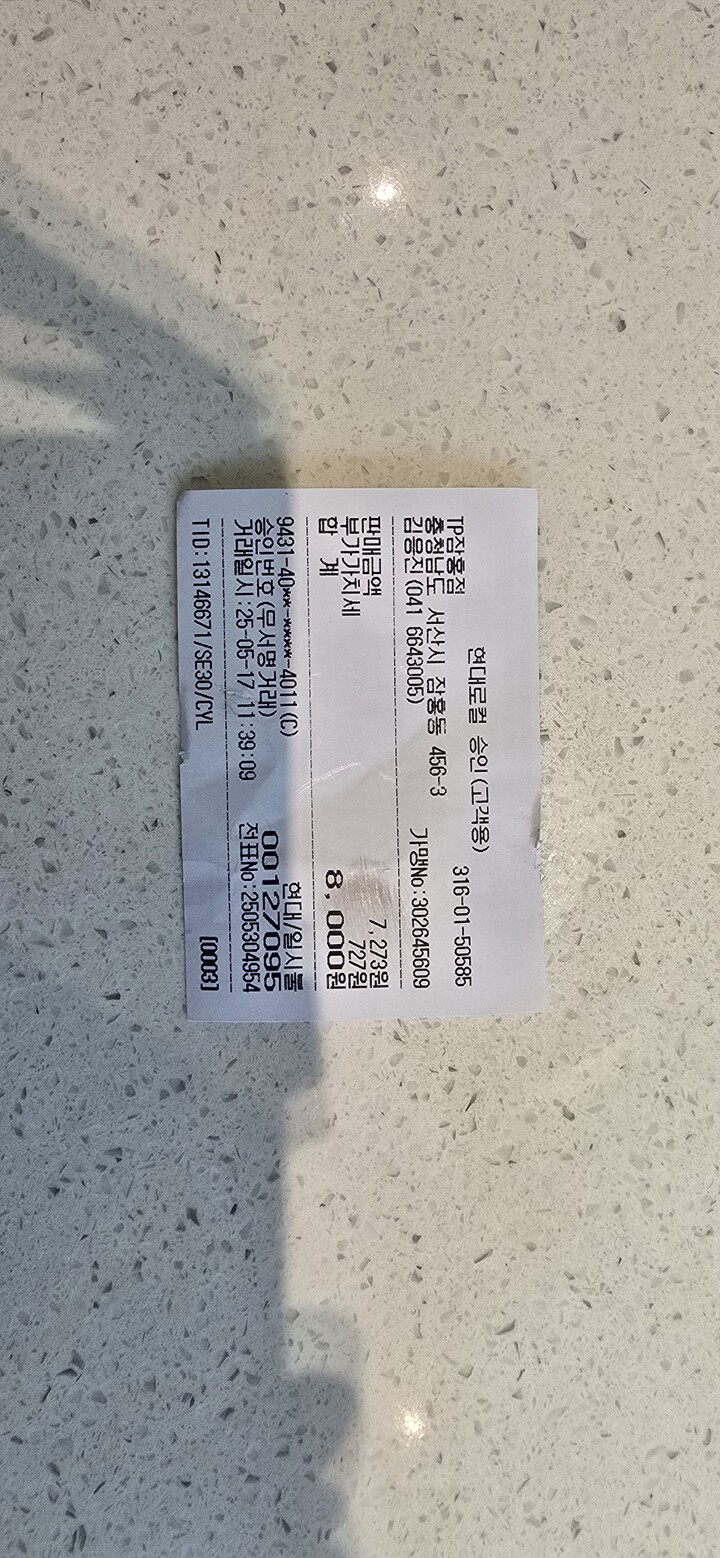 현대로컬 승인(고객용)
TP잠홍점 316-01-50585
충청남도 서산시 잠홍동 456-3
김응진(041 6643005) 가맹No:302645609
판매금액 7,273원
부가가치세 727원
합 계 8,000원
9431-40**-****-4011(C) 현대/일시불
승인번호(무서명거래) 00127095
거래일시:25-05-17 11:39:09 전표No:2505304954
TID:13146671/SE30/CYL [0003]